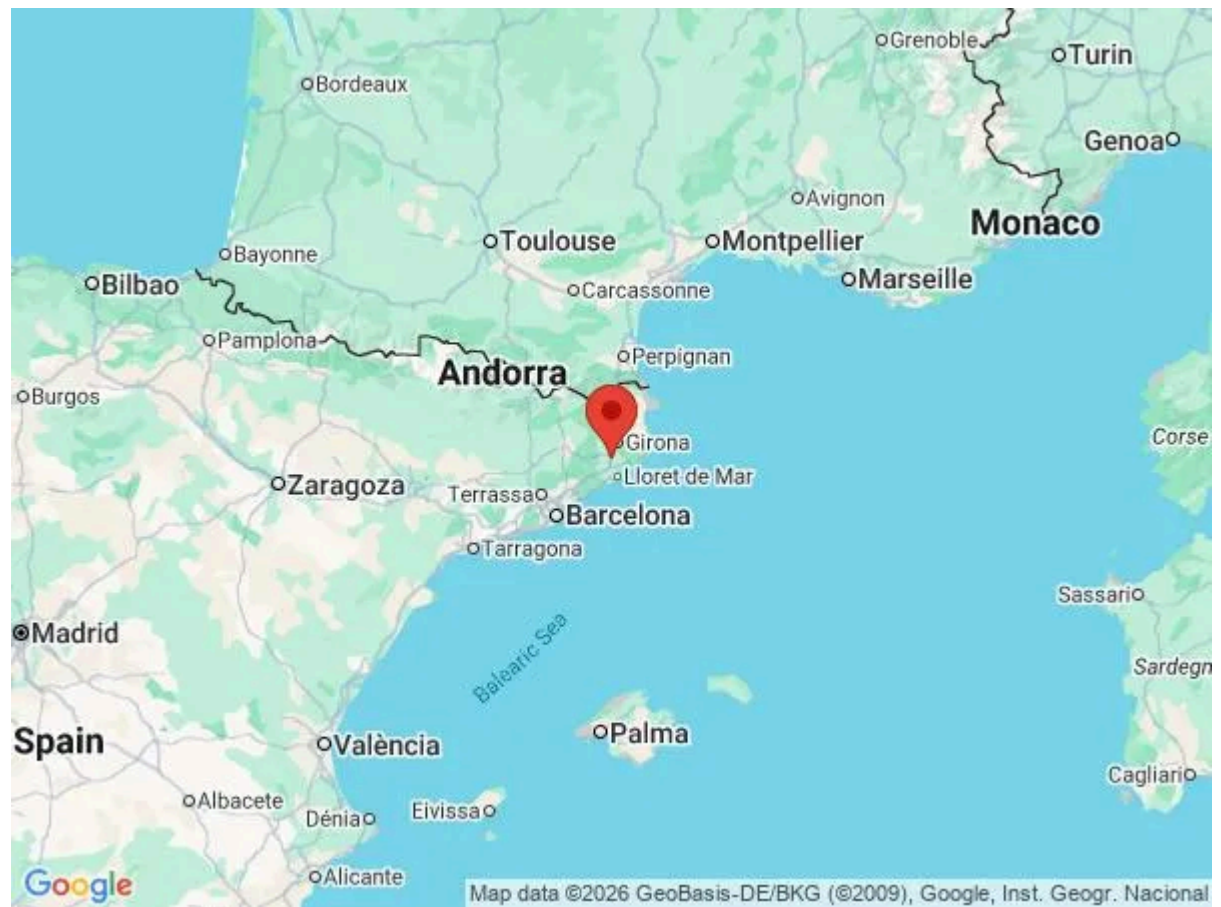 Grenoble
Turin
Bordeaux
Genoa
Avignon
Monaco
Toulouse
Montpellier
Bayonne
Marseille
Bilbao
Carcassonne
Pamplona
Perpignan
Andorra
Burgos
Corse
Girona
Lloret de Mar
Zaragoza
Terrassa
Barcelona
Tarragona
Sassari
Madrid
Balearic Sea
Sardegn
Spain
Palma
València
Cagliari
Albacete
Eivissa
Dénia
Alicante
Google
Map data ©2026 GeoBasis-DE/BKG (©2009), Google, Inst. Geogr. Nacional